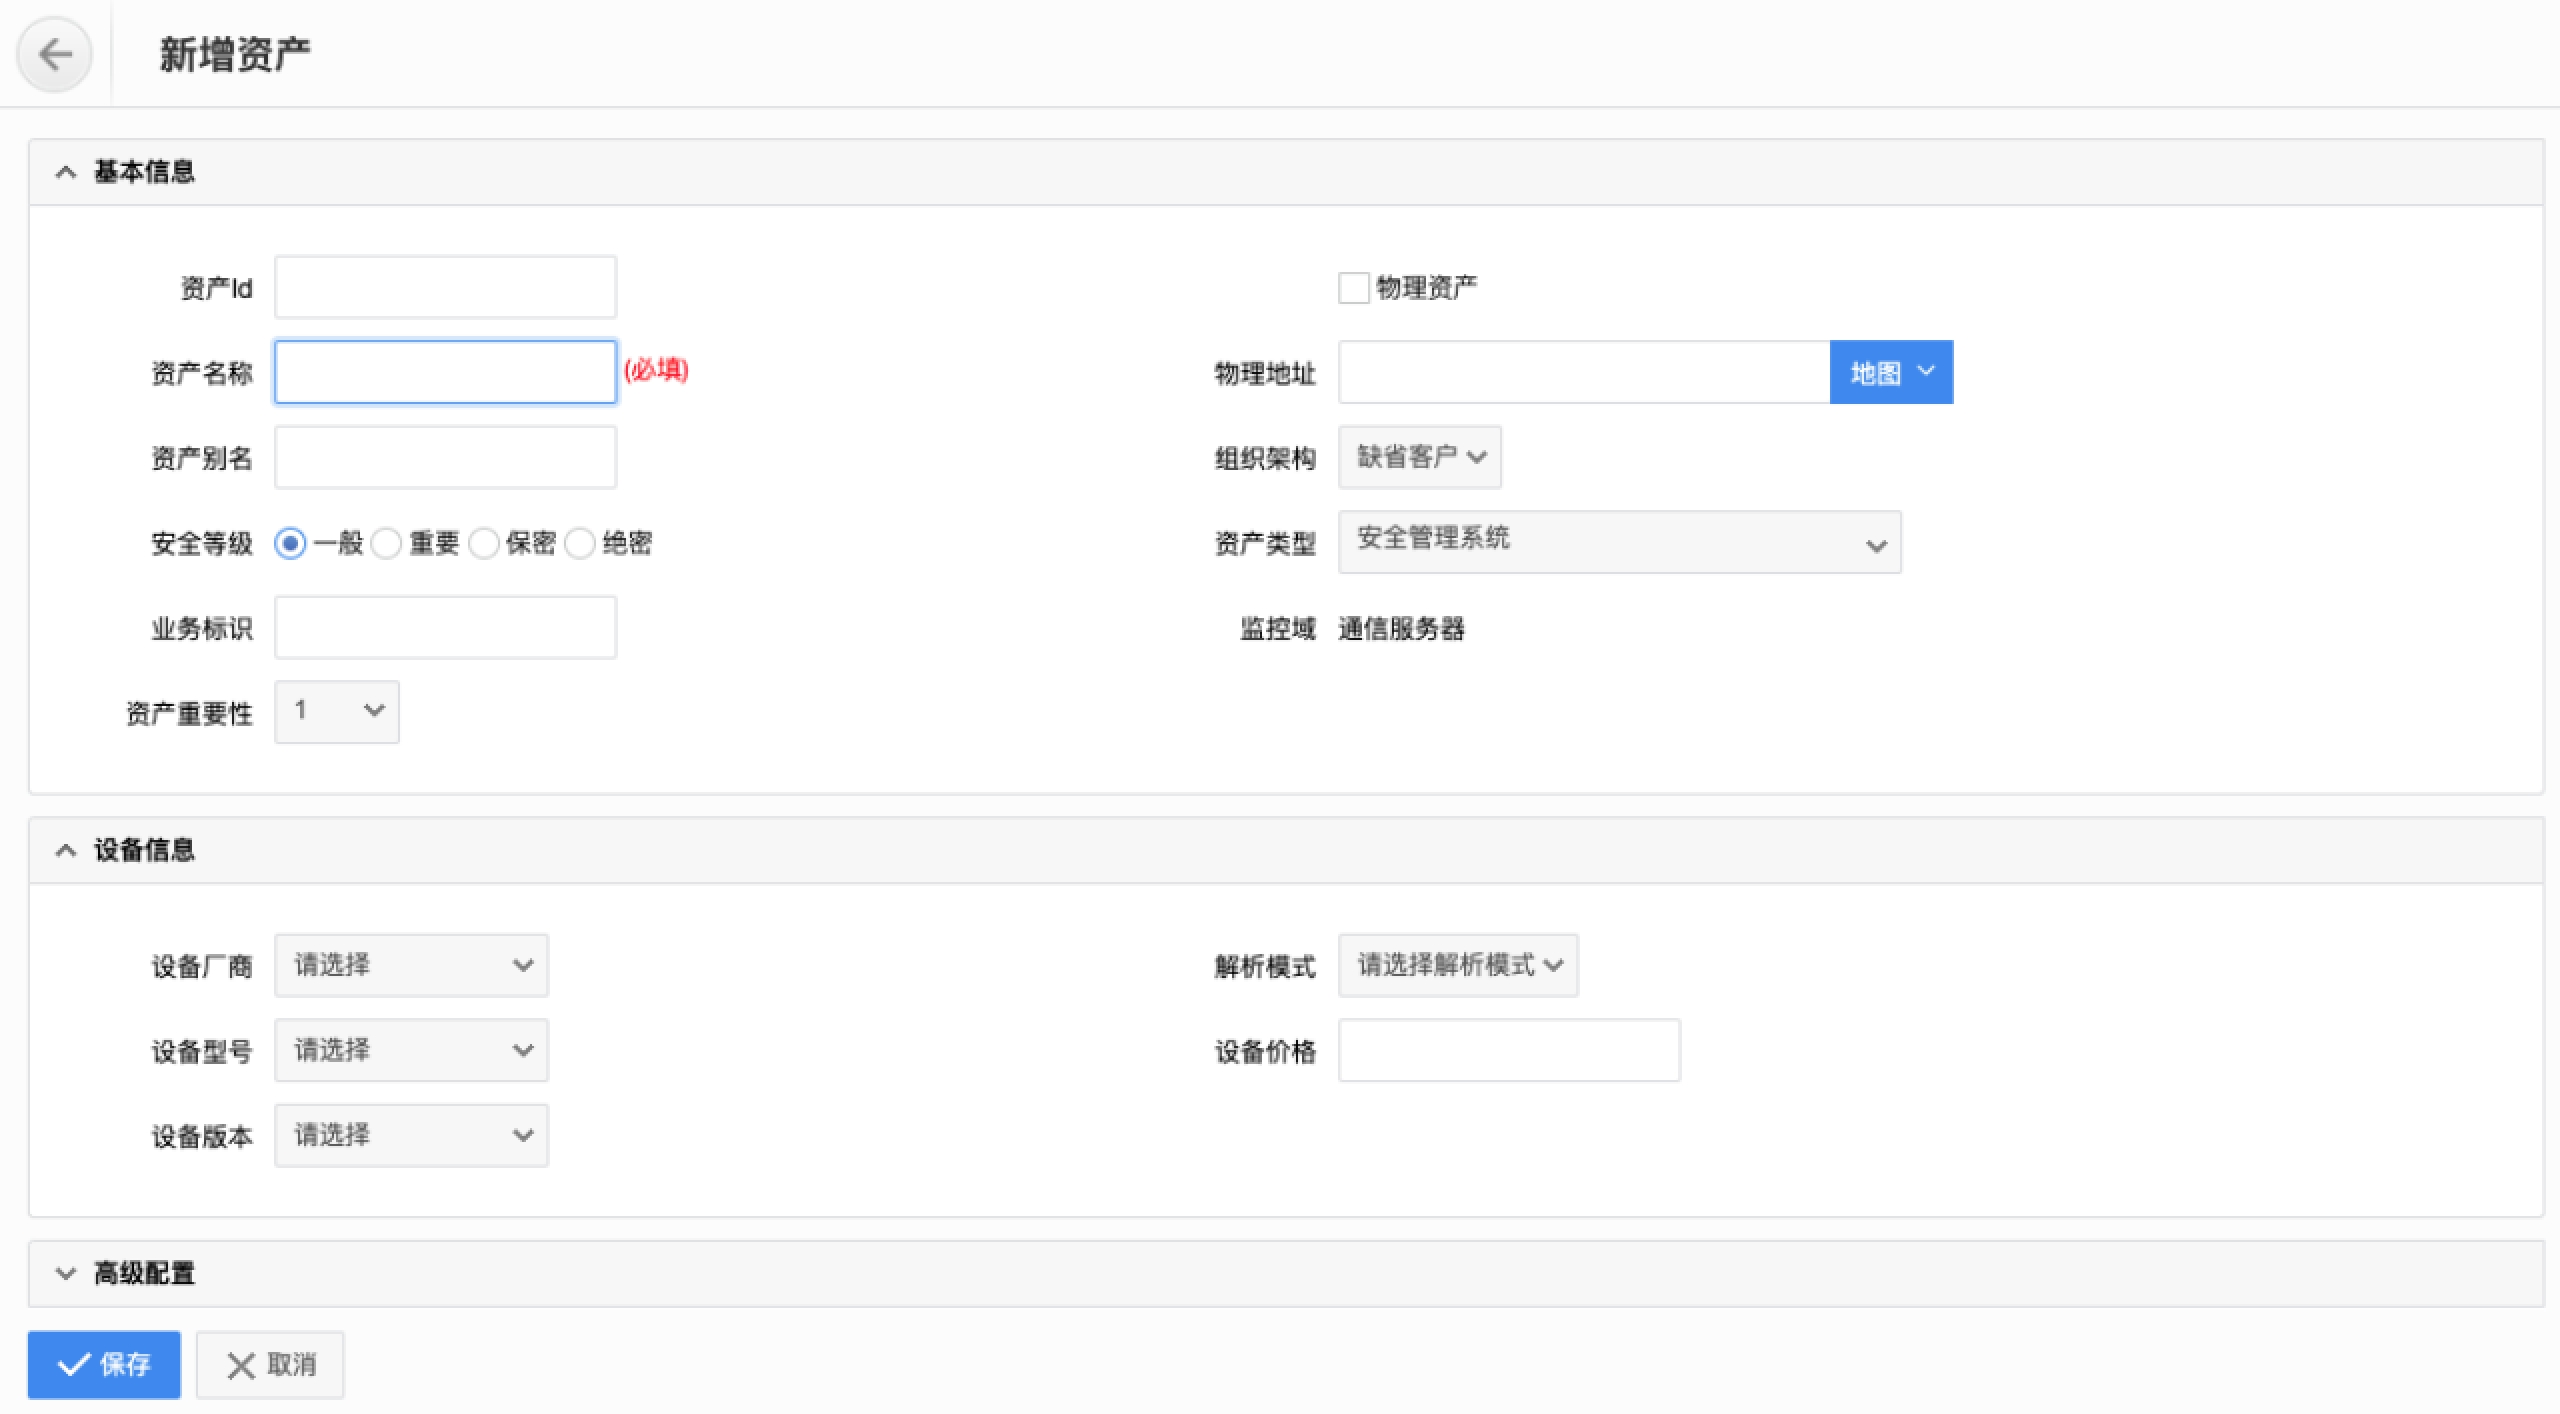 新增资产
基本信息
资产Id
物理资产
资产名称 (必填)
物理地址 地图
资产别名
组织架构 缺省客户
安全等级 一般 重要 保密 绝密
资产类型 安全管理系统
业务标识
监控域 通信服务器
资产重要性 1
设备信息
设备厂商 请选择
解析模式 请选择解析模式
设备型号 请选择
设备价格
设备版本 请选择
高级配置
保存 取消